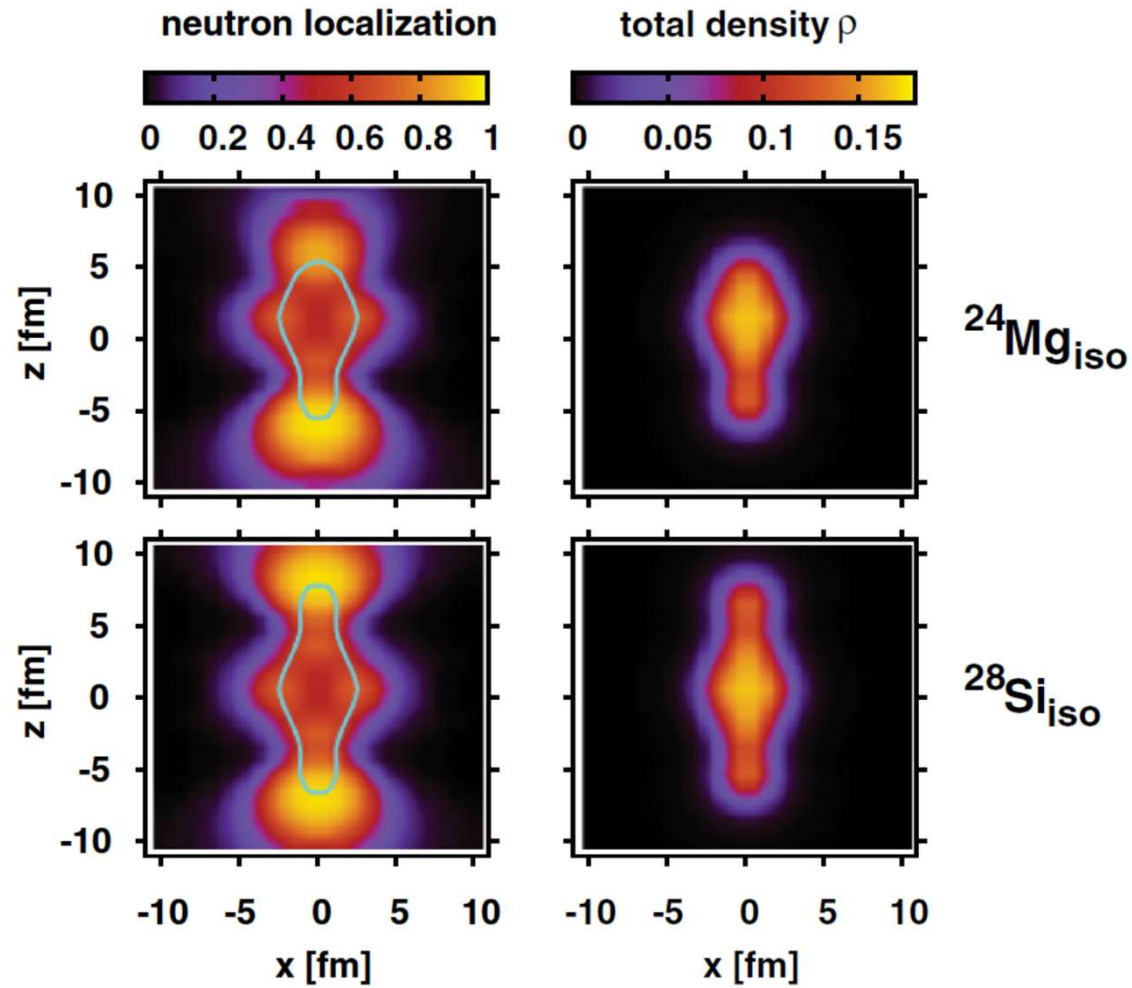 neutron localization total density ρ
0 0.2 0.4 0.6 0.8 1 0 0.05 0.1 0.15
10
5
0
-5
-10
z [fm]
24Mgiso
10
5
0
-5
-10
z [fm]
28Siiso
-10 -5 0 5 10 -10 -5 0 5 10
x [fm] x [fm]